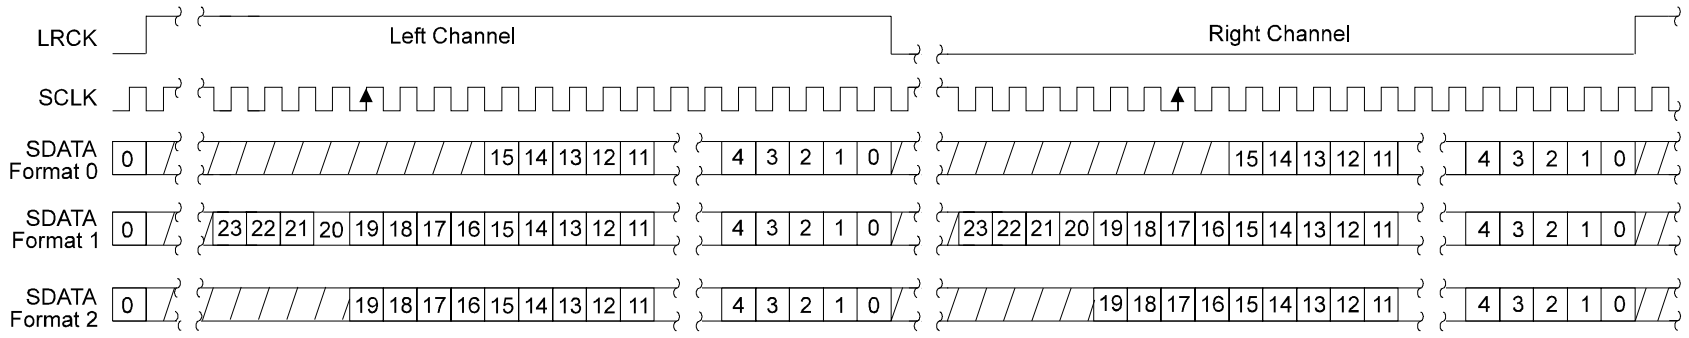 LRCK Left Channel Right Channel
SCLK
SDATA
Format 0 0 15 14 13 12 11 4 3 2 1 0 15 14 13 12 11 4 3 2 1 0
SDATA
Format 1 0 23 22 21 20 19 18 17 16 15 14 13 12 11 4 3 2 1 0 23 22 21 20 19 18 17 16 15 14 13 12 11 4 3 2 1 0
SDATA
Format 2 0 19 18 17 16 15 14 13 12 11 4 3 2 1 0 19 18 17 16 15 14 13 12 11 4 3 2 1 0